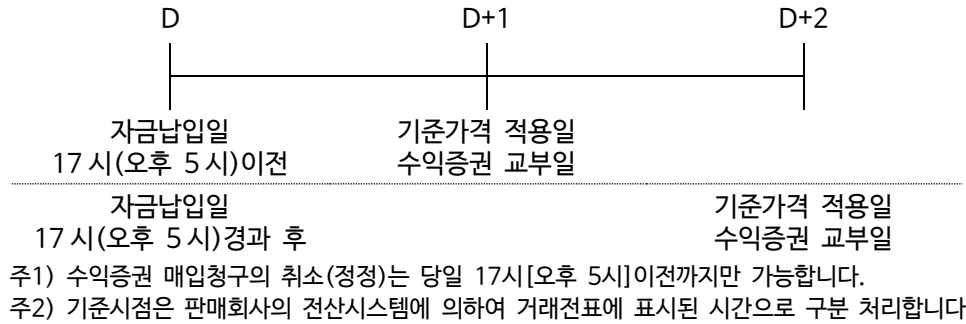 D D+1 D+2
자금납입일 기준가격 적용일
17 시(오후 5 시)이전 수익증권 교부일
자금납입일 기준가격 적용일
17 시(오후 5 시)경과 후 수익증권 교부일
주1) 수익증권 매입청구의 취소(정정)는 당일 17시[오후 5시]이전까지만 가능합니다.
주2) 기준시점은 판매회사의 전산시스템에 의하여 거래전표에 표시된 시간으로 구분 처리합니다